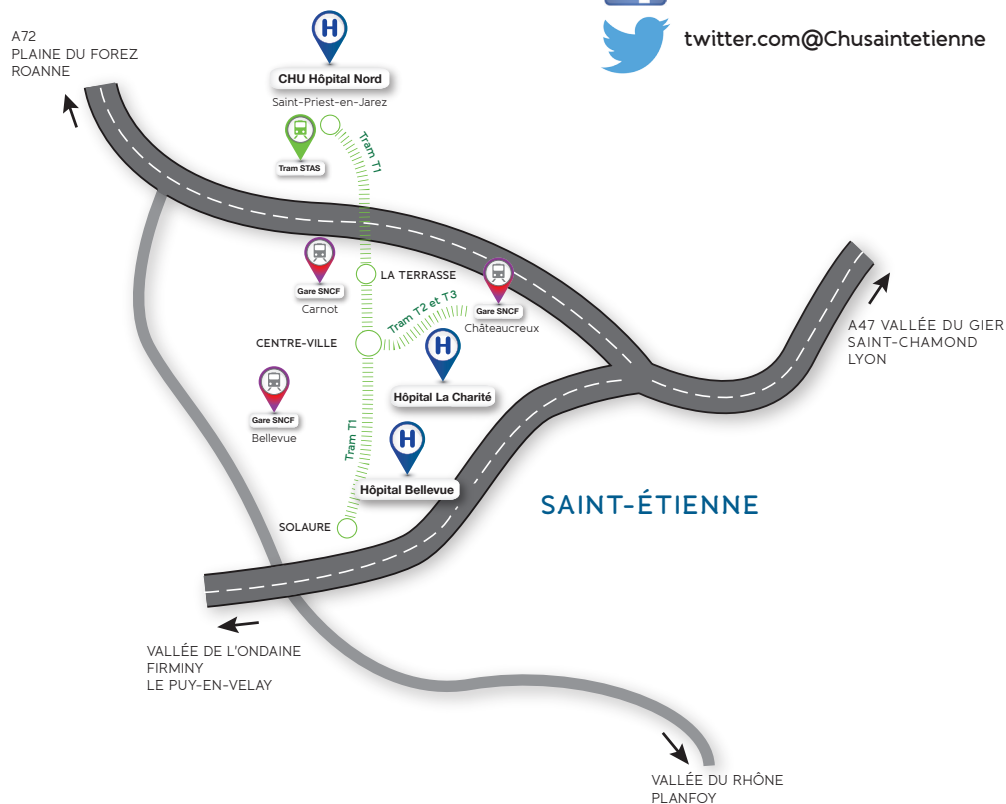 twitter.com@Chusaintetienne
A72
PLAINE DU FOREZ
ROANNE
H
CHU Hôpital Nord
Saint-Priest-en-Jarez
Tram STAS
Tram T1
Gare SNCF
Carnot
LA TERRASSE
Tram T2 et T3
Gare SNCF
Châteaucreux
A47 VALLÉE DU GIER
SAINT-CHAMOND
LYON
CENTRE-VILLE
H
Hôpital La Charité
Gare SNCF
Bellevue
Tram T1
H
Hôpital Bellevue
SAINT-ÉTIENNE
SOLAURE
VALLÉE DE L'ONDAINE
FIRMINY
LE PUY-EN-VELAY
VALLÉE DU RHÔNE
PLANFOY